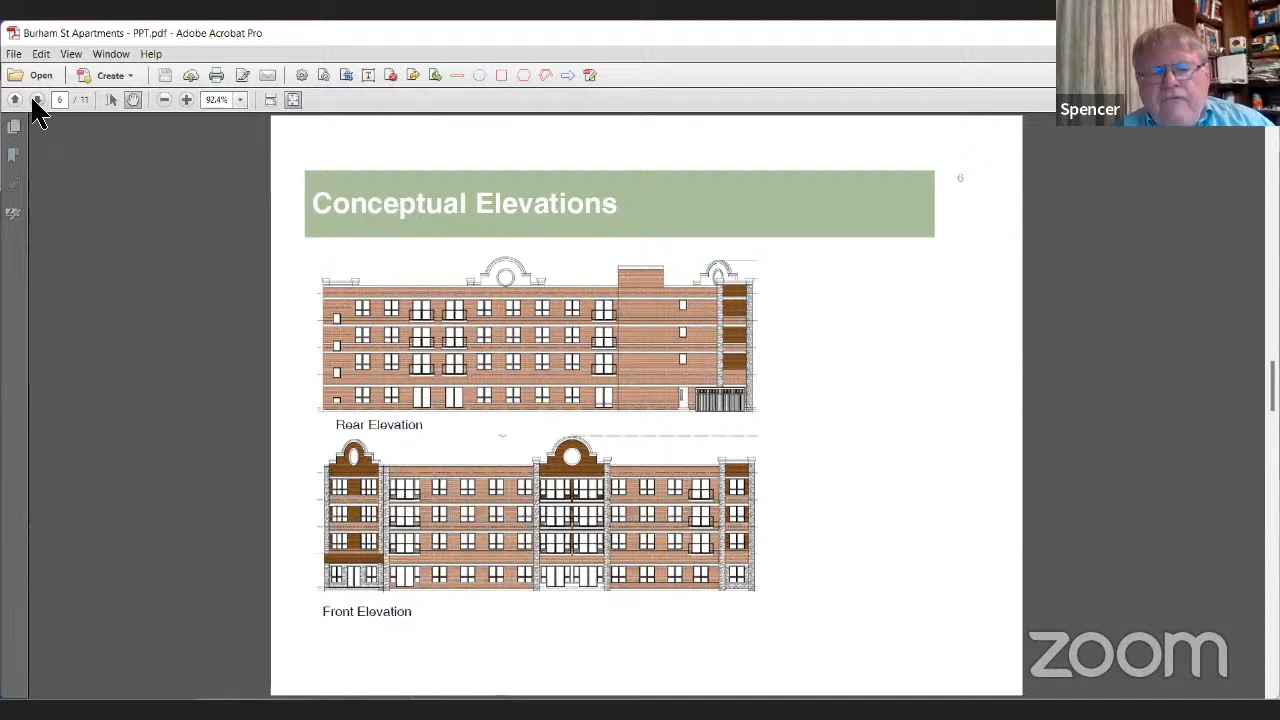 Burham St Apartments - PPT.pdf - Adobe Acrobat Pro
File Edit View Window Help
Open Create
6 / 11 92.4%
Spencer
6
Conceptual Elevations
Rear Elevation
Front Elevation
zoom